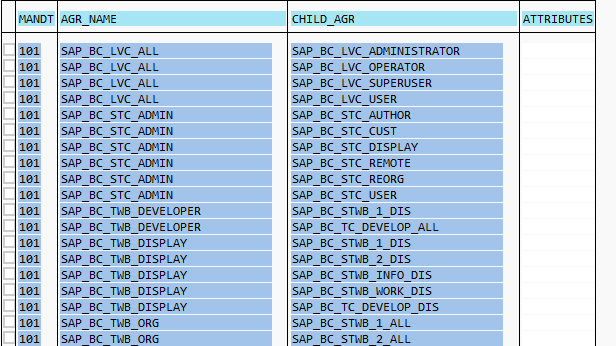 MANDT AGR_NAME CHILD_AGR ATTRIBUTES
101 SAP_BC_LVC_ALL SAP_BC_LVC_ADMINISTRATOR
101 SAP_BC_LVC_ALL SAP_BC_LVC_OPERATOR
101 SAP_BC_LVC_ALL SAP_BC_LVC_SUPERUSER
101 SAP_BC_LVC_ALL SAP_BC_LVC_USER
101 SAP_BC_STC_ADMIN SAP_BC_STC_AUTHOR
101 SAP_BC_STC_ADMIN SAP_BC_STC_CUST
101 SAP_BC_STC_ADMIN SAP_BC_STC_DISPLAY
101 SAP_BC_STC_ADMIN SAP_BC_STC_REMOTE
101 SAP_BC_STC_ADMIN SAP_BC_STC_REORG
101 SAP_BC_STC_ADMIN SAP_BC_STC_USER
101 SAP_BC_TWB_DEVELOPER SAP_BC_STWB_1_DIS
101 SAP_BC_TWB_DEVELOPER SAP_BC_TC_DEVELOP_ALL
101 SAP_BC_TWB_DISPLAY SAP_BC_STWB_1_DIS
101 SAP_BC_TWB_DISPLAY SAP_BC_STWB_2_DIS
101 SAP_BC_TWB_DISPLAY SAP_BC_STWB_INFO_DIS
101 SAP_BC_TWB_DISPLAY SAP_BC_STWB_WORK_DIS
101 SAP_BC_TWB_DISPLAY SAP_BC_TC_DEVELOP_DIS
101 SAP_BC_TWB_ORG SAP_BC_STWB_1_ALL
101 SAP_BC_TWB_ORG SAP_BC_STWB_2_ALL